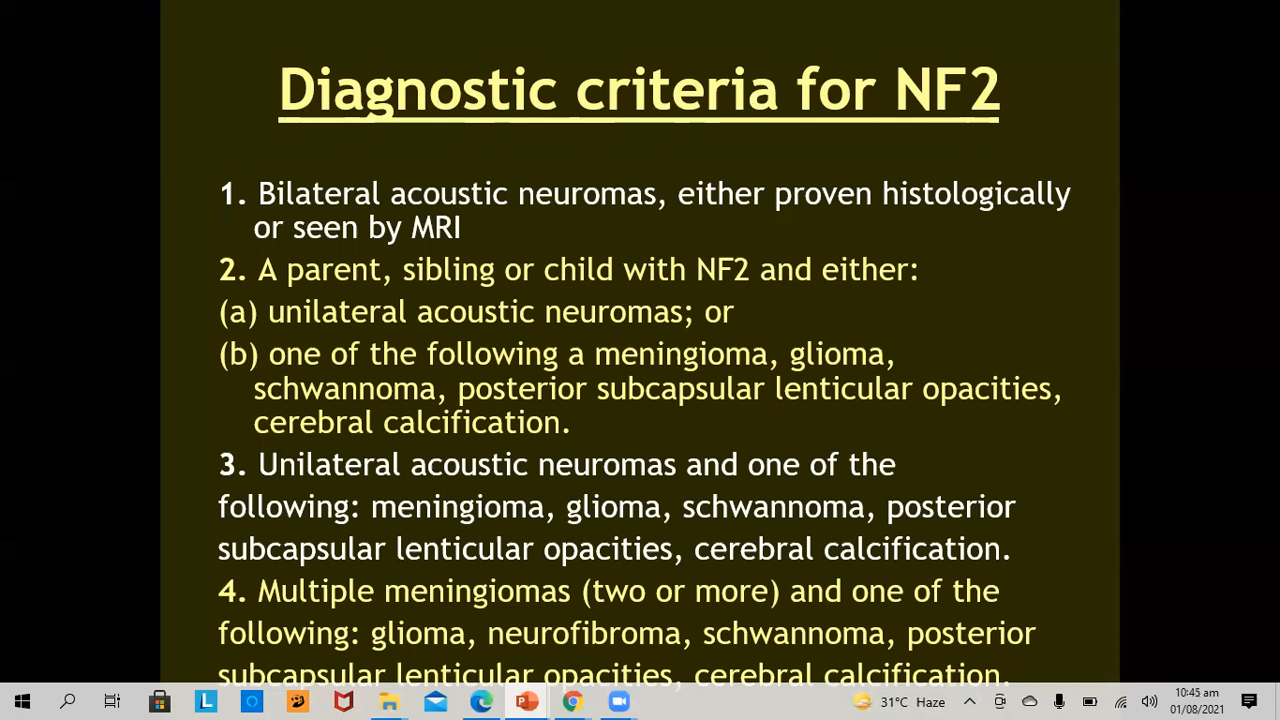 Diagnostic criteria for NF2
1. Bilateral acoustic neuromas, either proven histologically
or seen by MRI
2. A parent, sibling or child with NF2 and either:
(a) unilateral acoustic neuromas; or
(b) one of the following a meningioma, glioma,
schwannoma, posterior subcapsular lenticular opacities,
cerebral calcification.
3. Unilateral acoustic neuromas and one of the
following: meningioma, glioma, schwannoma, posterior
subcapsular lenticular opacities, cerebral calcification.
4. Multiple meningiomas (two or more) and one of the
following: glioma, neurofibroma, schwannoma, posterior
subcapsular lenticular opacities, cerebral calcification.
31°C Haze
10:45 am
01/08/2021